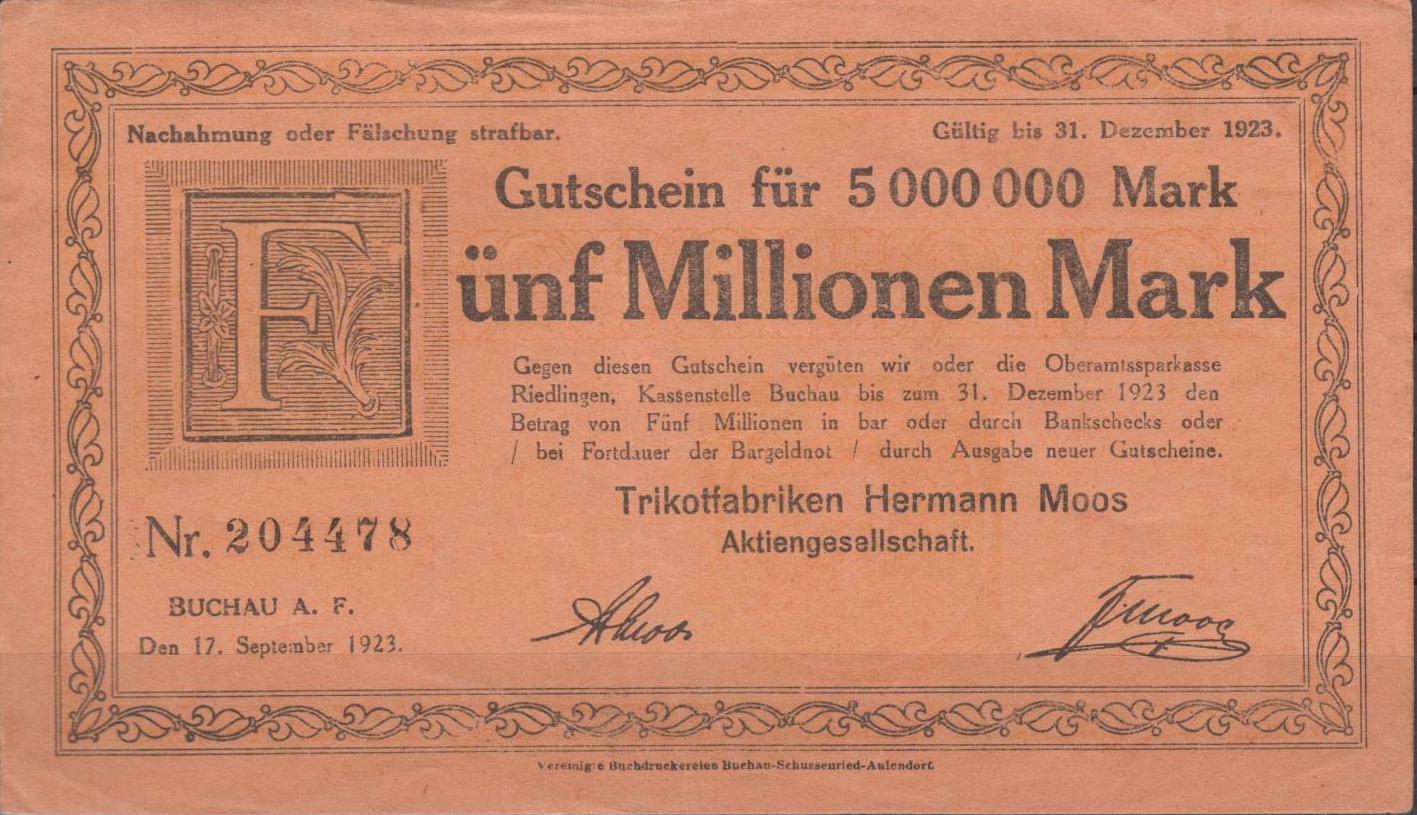 Nachahmung oder Fälschung strafbar.
Gültig bis 31. Dezember 1923.
Gutschein für 5 000 000 Mark
Fünf Millionen Mark
Gegen diesen Gutschein vergüten wir oder die Oberamtssparkasse
Riedlingen, Kassenstelle Buchau bis zum 31. Dezember 1923 den
Betrag von Fünf Millionen in bar oder durch Bankschecks oder
/ bei Fortdauer der Bargeldnot / durch Ausgabe neuer Gutscheine.
Trikotfabriken Hermann Moos
Aktiengesellschaft.
Nr. 204478
BUCHAU A. F.
Den 17. September 1923.
HMoos
FMoos
Vereinigte Buchdruckereien Buchau-Schussenried-Aulendorf.